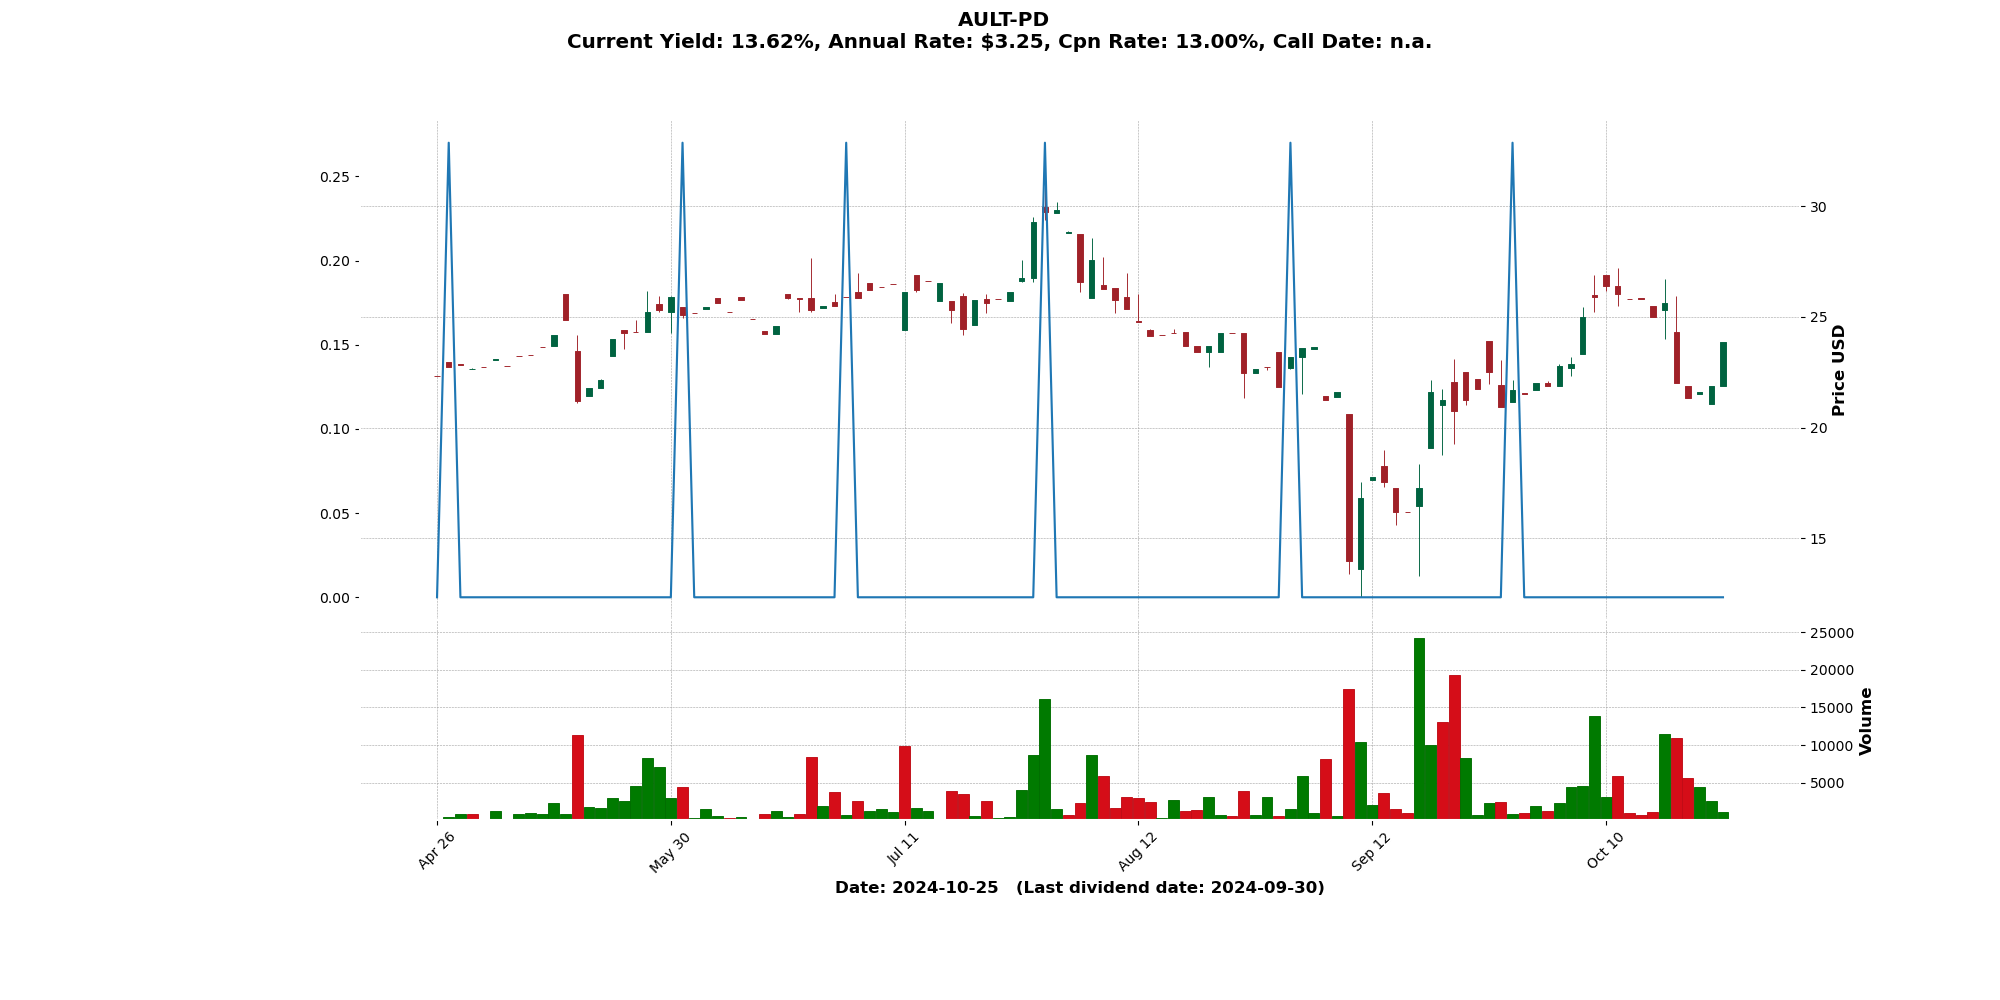 AULT-PD
Current Yield: 13.62%, Annual Rate: $3.25, Cpn Rate: 13.00%, Call Date: n.a.
0.25
0.20
0.15
0.10
0.05
0.00
30
25
20
15
Price USD
25000
20000
15000
10000
5000
Volume
Apr 26
May 30
Jul 11
Aug 12
Sep 12
Oct 10
Date: 2024-10-25   (Last dividend date: 2024-09-30)